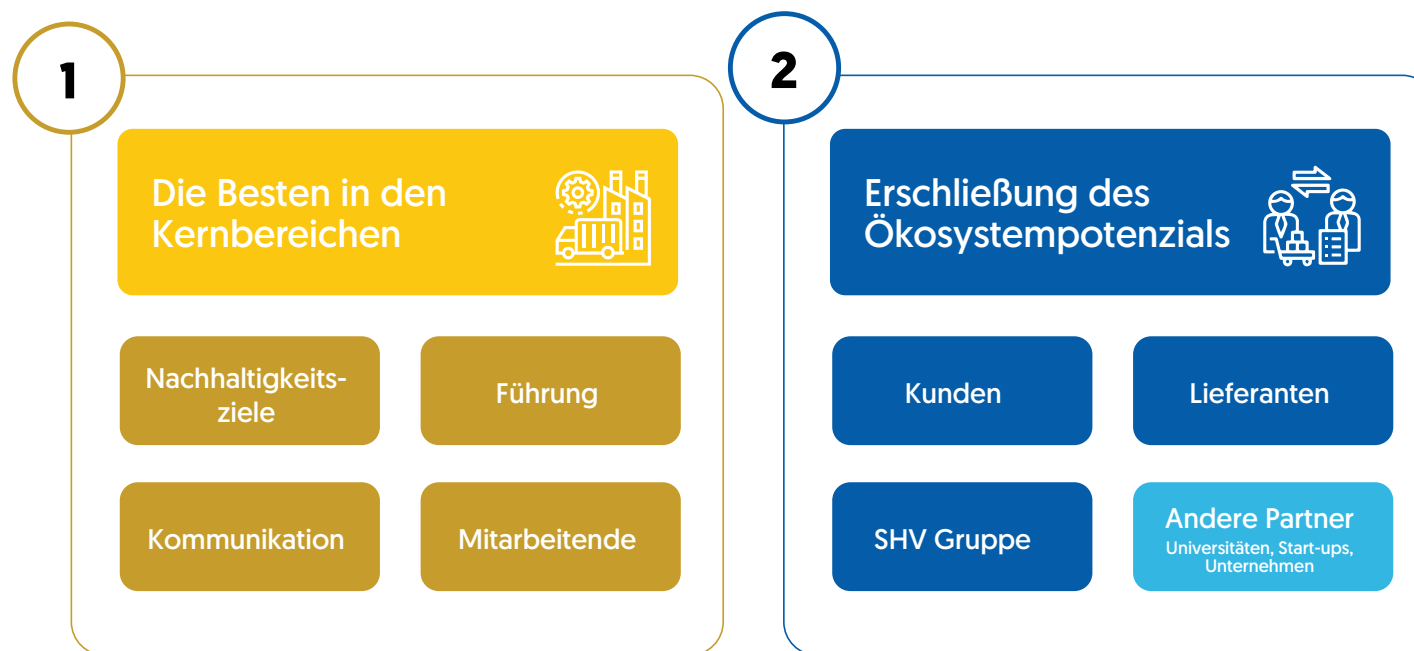 1
Die Besten in den
Kernbereichen
Nachhaltigkeits-
ziele
Führung
Kommunikation
Mitarbeitende
2
Erschließung des
Ökosystempotenzials
Kunden
Lieferanten
SHV Gruppe
Andere Partner
Universitäten, Start-ups,
Unternehmen